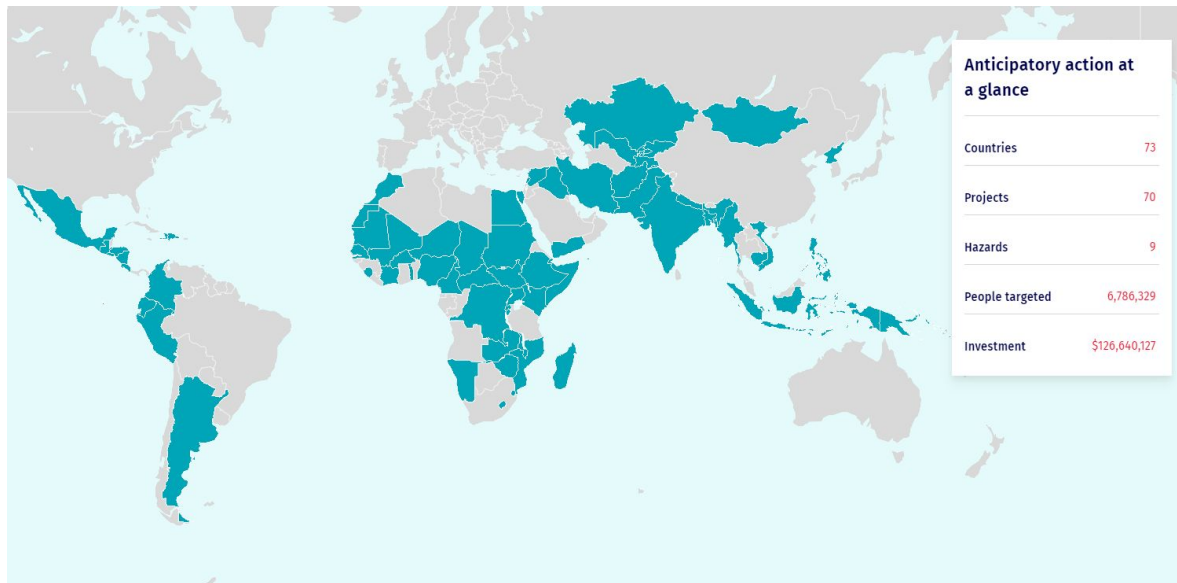 Anticipatory action at
a glance
Countries 73
Projects 70
Hazards 9
People targeted 6,786,329
Investment $126,640,127